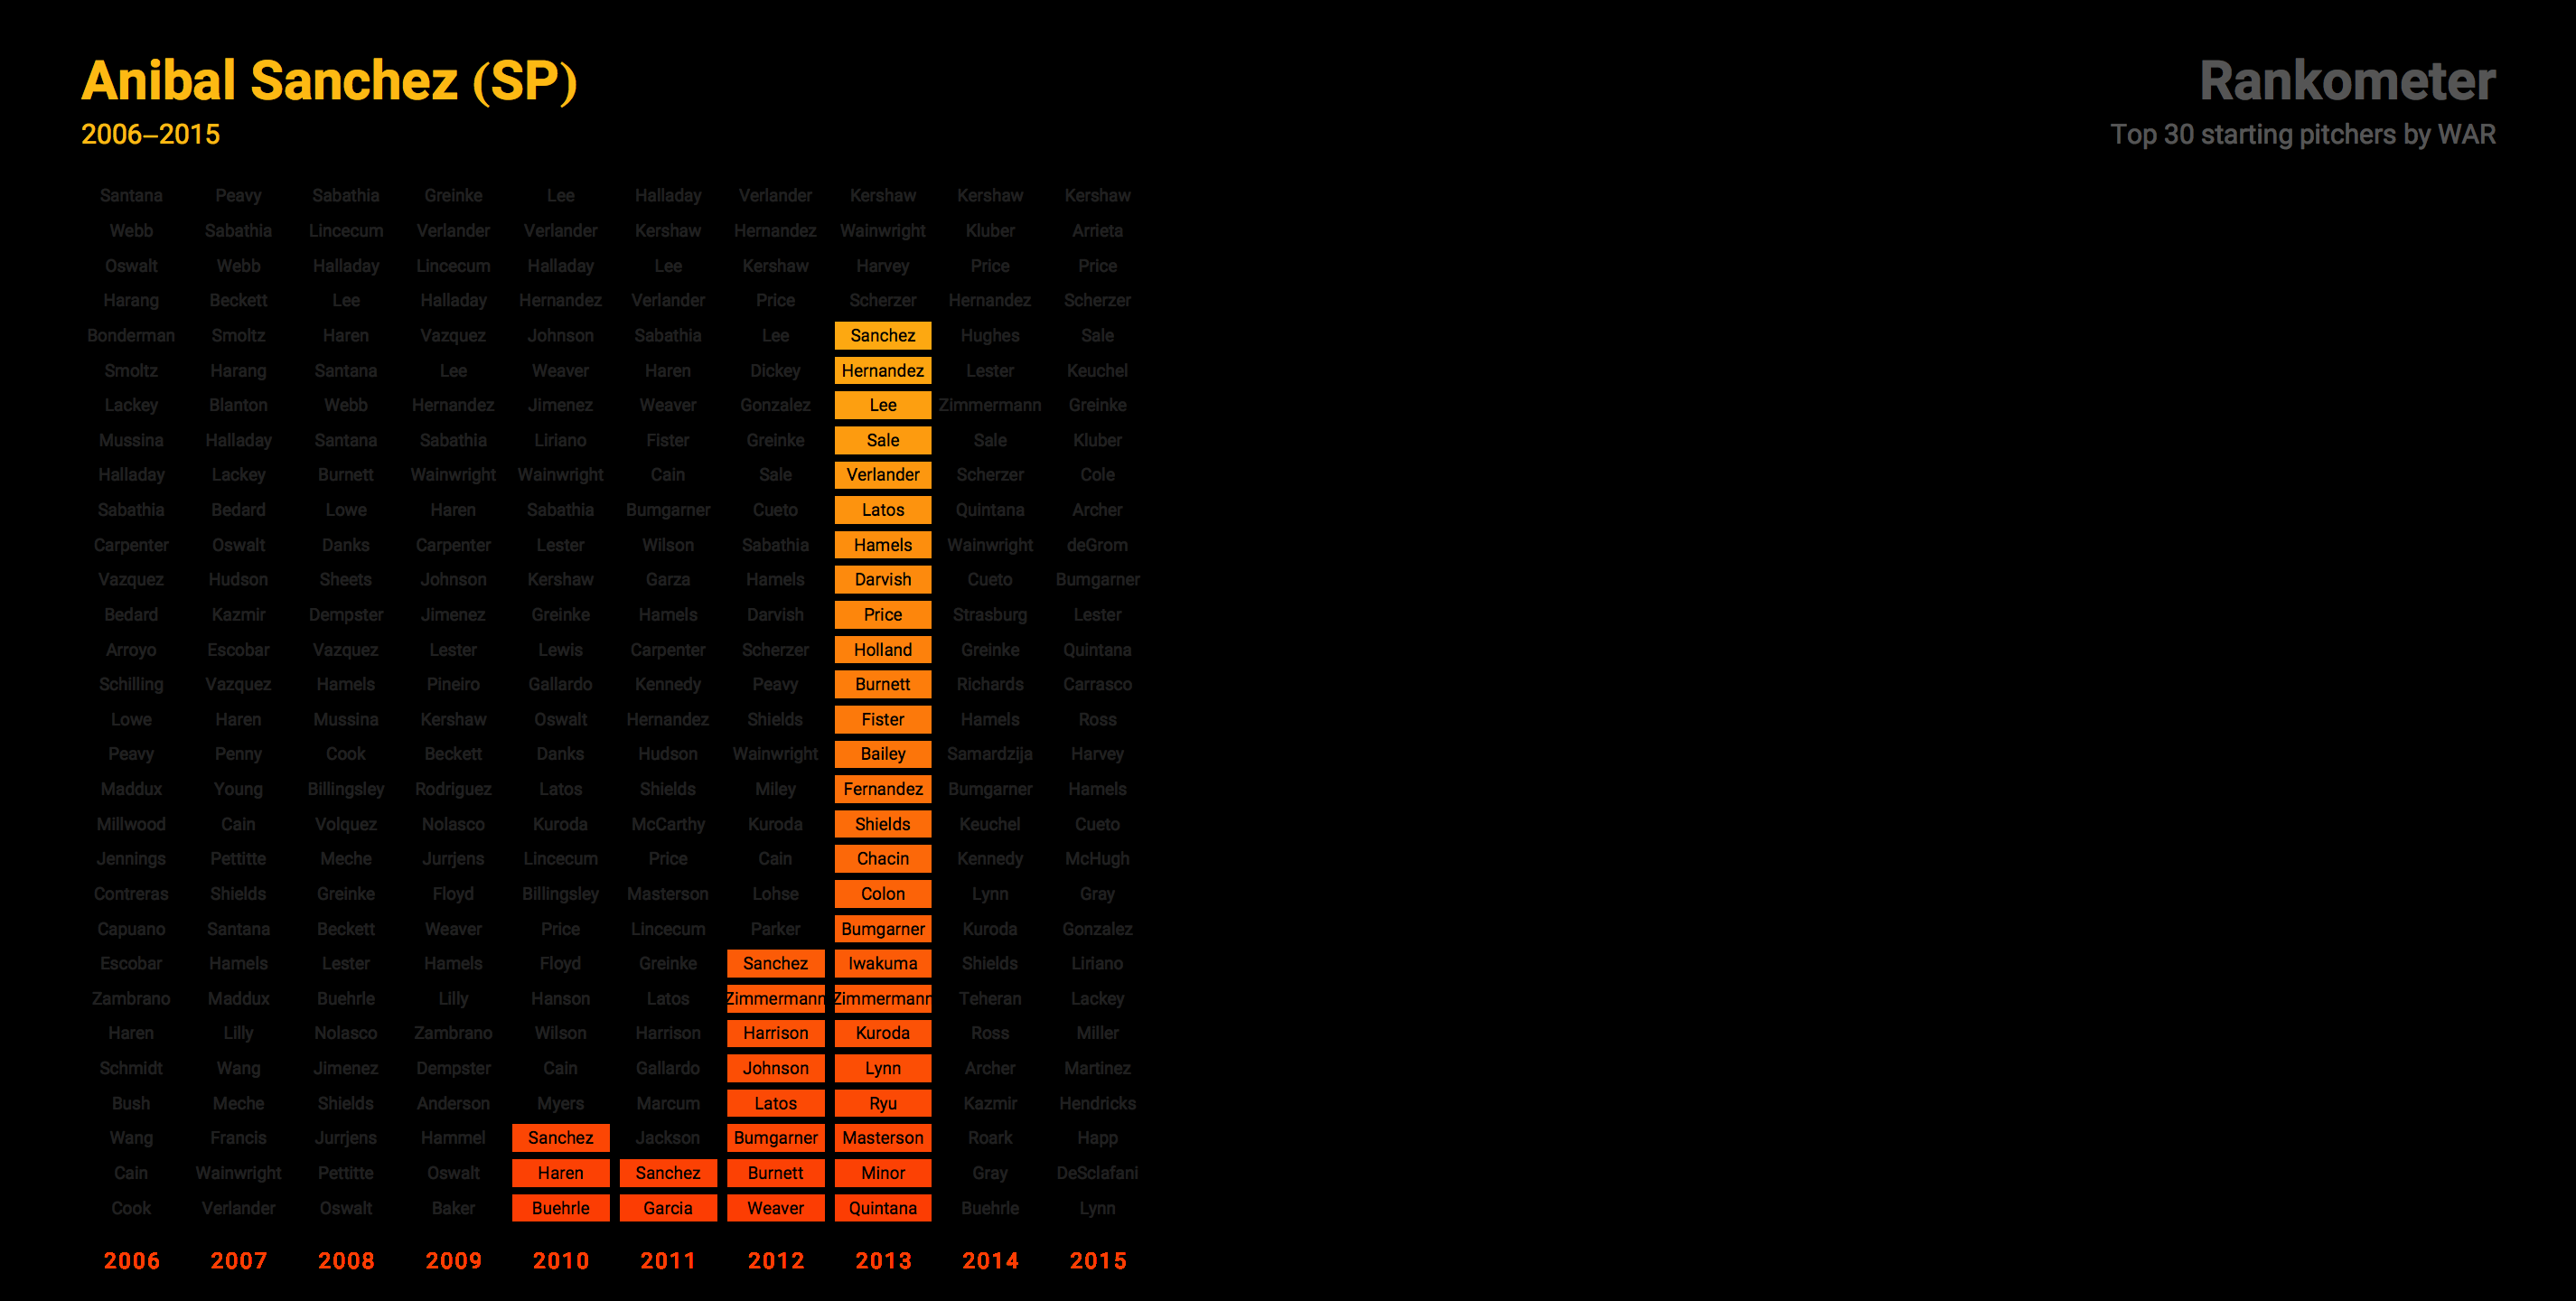 Anibal Sanchez (SP)
2006–2015
Rankometer
Top 30 starting pitchers by WAR
Santana Peavy Sabathia Greinke Lee Halladay Verlander Kershaw Kershaw Kershaw
Webb Sabathia Lincecum Verlander Verlander Kershaw Hernandez Wainwright Kluber Arrieta
Oswalt Webb Halladay Lincecum Halladay Lee Kershaw Harvey Price Price
Harang Beckett Lee Halladay Hernandez Verlander Price Scherzer Hernandez Scherzer
Bonderman Smoltz Haren Vazquez Johnson Sabathia Lee Sanchez Hughes Sale
Smoltz Harang Santana Lee Weaver Haren Dickey Hernandez Lester Keuchel
Lackey Blanton Webb Hernandez Jimenez Weaver Gonzalez Lee Zimmermann Greinke
Mussina Halladay Santana Sabathia Liriano Fister Greinke Sale Sale Kluber
Halladay Lackey Burnett Wainwright Wainwright Cain Sale Verlander Scherzer Cole
Sabathia Bedard Lowe Haren Sabathia Bumgarner Cueto Latos Quintana Archer
Carpenter Oswalt Danks Carpenter Lester Wilson Sabathia Hamels Wainwright deGrom
Vazquez Hudson Sheets Johnson Kershaw Garza Hamels Darvish Cueto Bumgarner
Bedard Kazmir Dempster Jimenez Greinke Hamels Darvish Price Strasburg Lester
Arroyo Escobar Vazquez Lester Lewis Carpenter Scherzer Holland Greinke Quintana
Schilling Vazquez Hamels Pineiro Gallardo Kennedy Peavy Burnett Richards Carrasco
Lowe Haren Mussina Kershaw Oswalt Hernandez Shields Fister Hamels Ross
Peavy Penny Cook Beckett Danks Hudson Wainwright Bailey Samardzija Harvey
Maddux Young Billingsley Rodriguez Latos Shields Miley Fernandez Bumgarner Hamels
Millwood Cain Volquez Nolasco Kuroda McCarthy Kuroda Shields Keuchel Cueto
Jennings Pettitte Meche Jurrjens Lincecum Price Cain Chacin Kennedy McHugh
Contreras Shields Greinke Floyd Billingsley Masterson Lohse Colon Lynn Gray
Capuano Santana Beckett Weaver Price Lincecum Parker Bumgarner Kuroda Gonzalez
Escobar Hamels Lester Hamels Floyd Greinke Sanchez Iwakuma Shields Liriano
Zambrano Maddux Buehrle Lilly Hanson Latos Zimmermann Zimmermann Teheran Lackey
Haren Lilly Nolasco Zambrano Wilson Harrison Harrison Kuroda Ross Miller
Schmidt Wang Jimenez Dempster Cain Gallardo Johnson Lynn Archer Martinez
Bush Meche Shields Anderson Myers Marcum Latos Ryu Kazmir Hendricks
Wang Francis Jurrjens Hammel Sanchez Jackson Bumgarner Masterson Roark Happ
Cain Wainwright Pettitte Oswalt Haren Sanchez Burnett Minor Gray DeSclafani
Cook Verlander Oswalt Baker Buehrle Garcia Weaver Quintana Buehrle Lynn
2006 2007 2008 2009 2010 2011 2012 2013 2014 2015